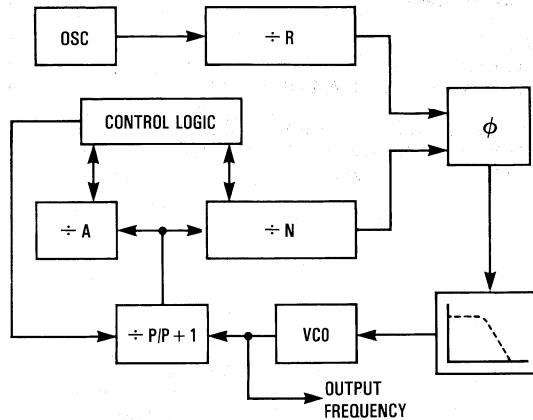 OSC
÷ R
CONTROL LOGIC
ϕ
÷ A
÷ N
÷ P/P + 1
VCO
OUTPUT
FREQUENCY